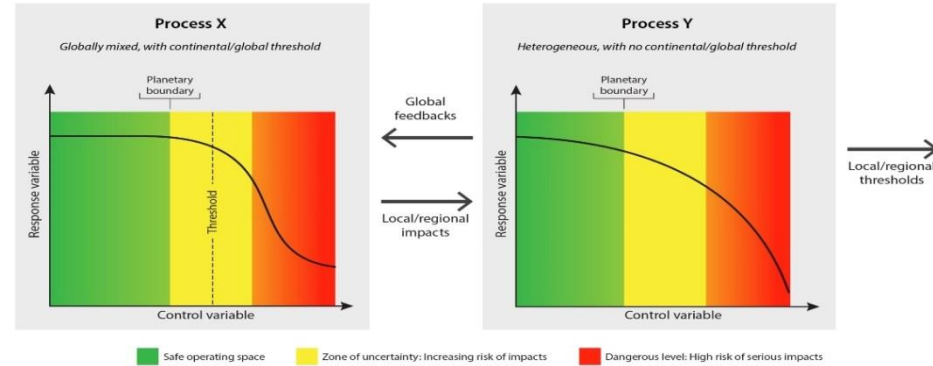 Process X
Globally mixed, with continental/global threshold
Planetary
boundary
Response variable
Threshold
Control variable
Global
feedbacks
Local/regional
impacts
Process Y
Heterogeneous, with no continental/global threshold
Planetary
boundary
Response variable
Control variable
Local/regional
thresholds
Safe operating space
Zone of uncertainty: Increasing risk of impacts
Dangerous level: High risk of serious impacts